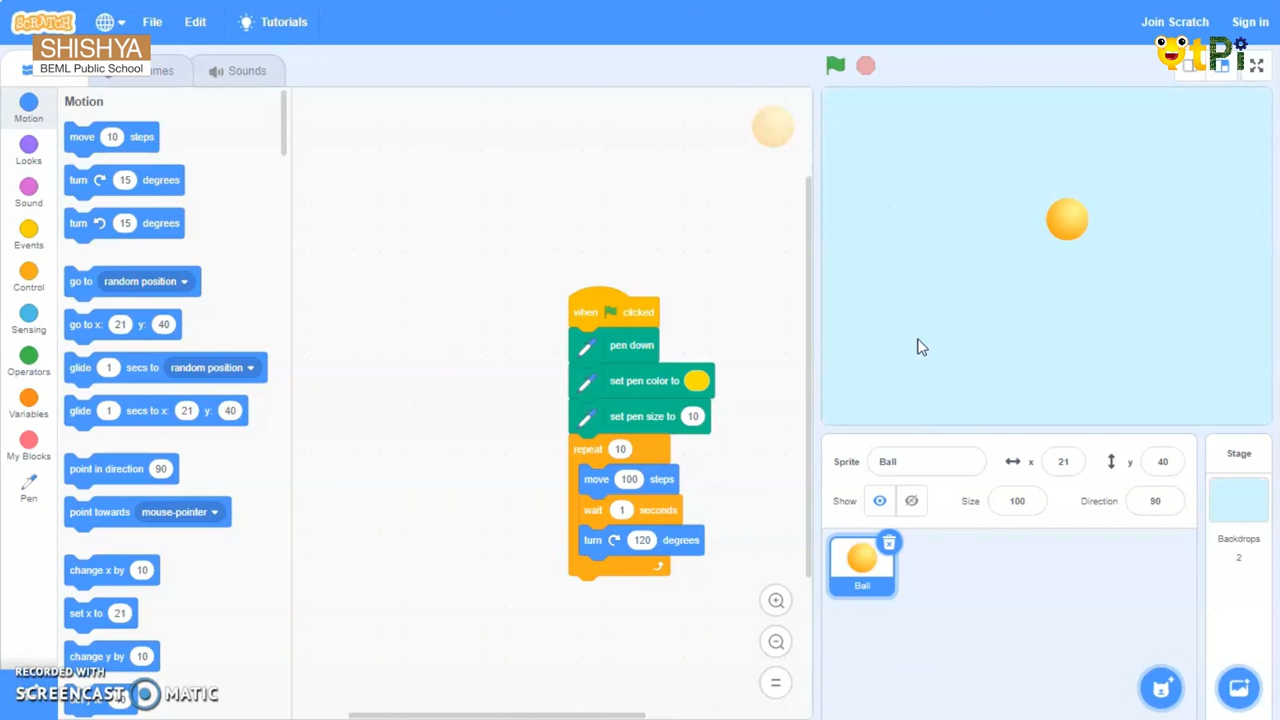 SCRATCH File Edit Tutorials Join Scratch Sign in
SHISHYA
BEML Public School
Sounds
Motion
Motion
Looks
Sound
Events
Control
Sensing
Operators
Variables
My Blocks
Pen
move 10 steps
turn 15 degrees
turn 15 degrees
go to random position
go to x: 21 y: 40
glide 1 secs to random position
glide 1 secs to x: 21 y: 40
point in direction 90
point towards mouse-pointer
change x by 10
set x to 21
change y by 10
when clicked
pen down
set pen color to
set pen size to 10
repeat 10
move 100 steps
wait 1 seconds
turn 120 degrees
Sprite Ball x 21 y 40
Show Size 100 Direction 90
Ball
Stage
Backdrops
2
RECORDED WITH
SCREENCAST MATIC